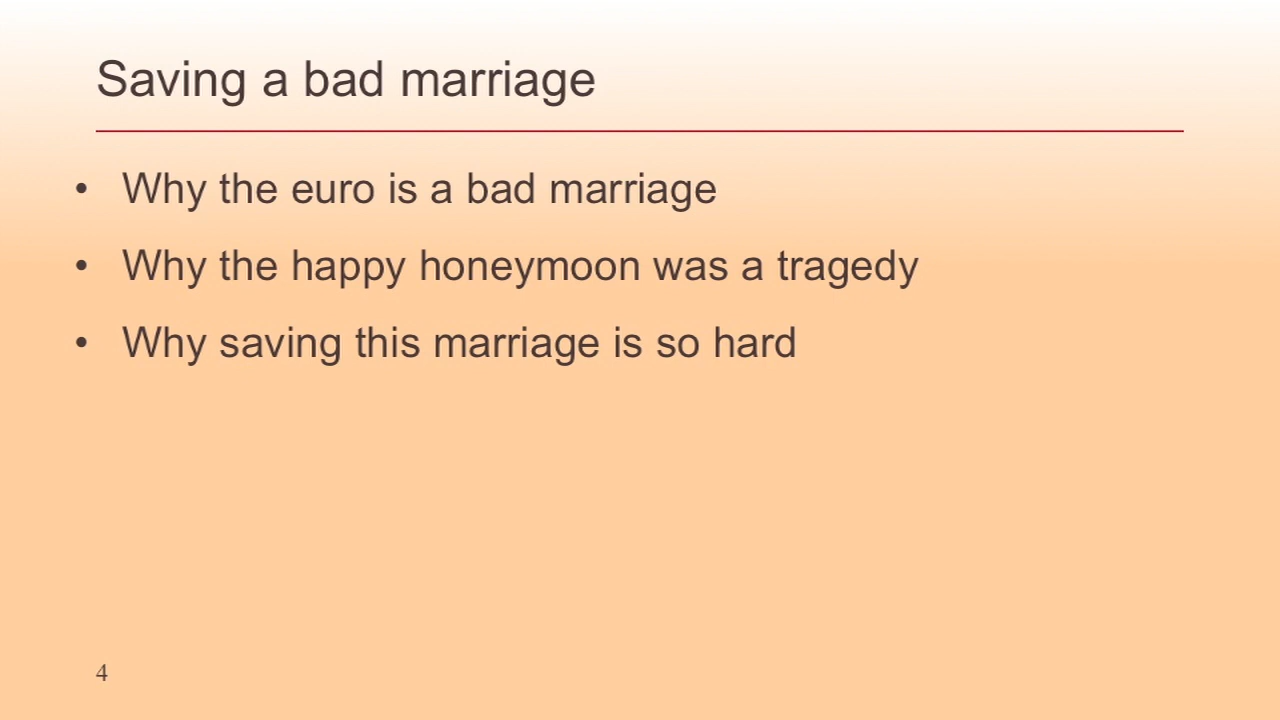 Saving a bad marriage
• Why the euro is a bad marriage
• Why the happy honeymoon was a tragedy
• Why saving this marriage is so hard
4